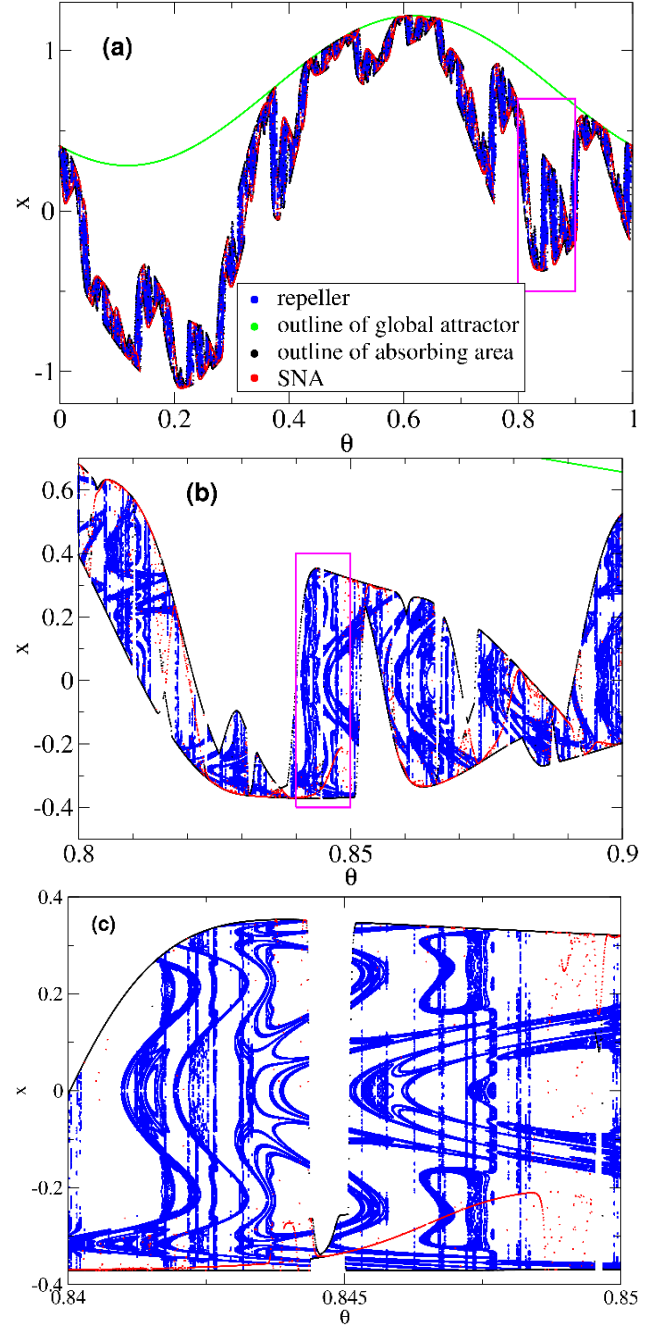 (a)
1
0
-1
x
repeller
outline of global attractor
outline of absorbing area
SNA
0 0.2 0.4 0.6 0.8 1
θ
(b)
0.6
0.4
0.2
0
-0.2
-0.4
x
0.8 0.85 0.9
θ
(c)
0.4
0.2
0
-0.2
-0.4
x
0.84 0.845 0.85
θ